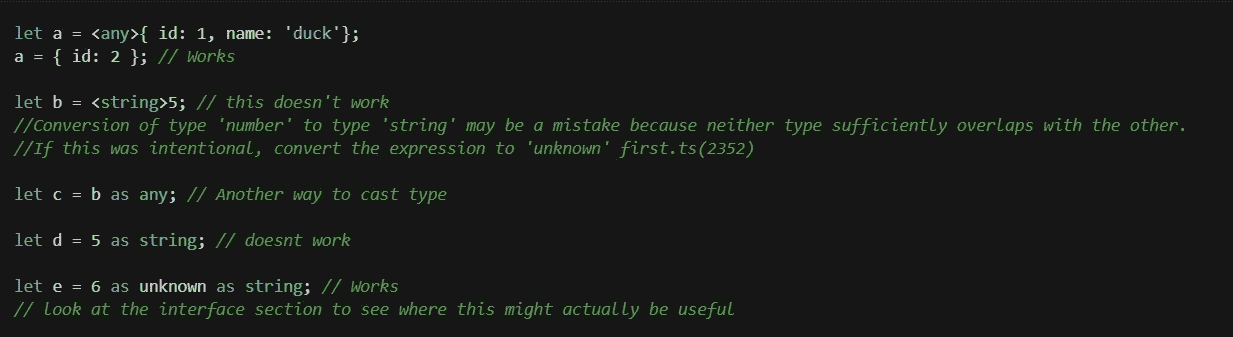 let a = <any>{ id: 1, name: 'duck'};
a = { id: 2 }; // Works
let b = <string>5; // this doesn't work
//Conversion of type 'number' to type 'string' may be a mistake because neither type sufficiently overlaps with the other.
//If this was intentional, convert the expression to 'unknown' first.ts(2352)
let c = b as any; // Another way to cast type
let d = 5 as string; // doesnt work
let e = 6 as unknown as string; // Works
// look at the interface section to see where this might actually be useful